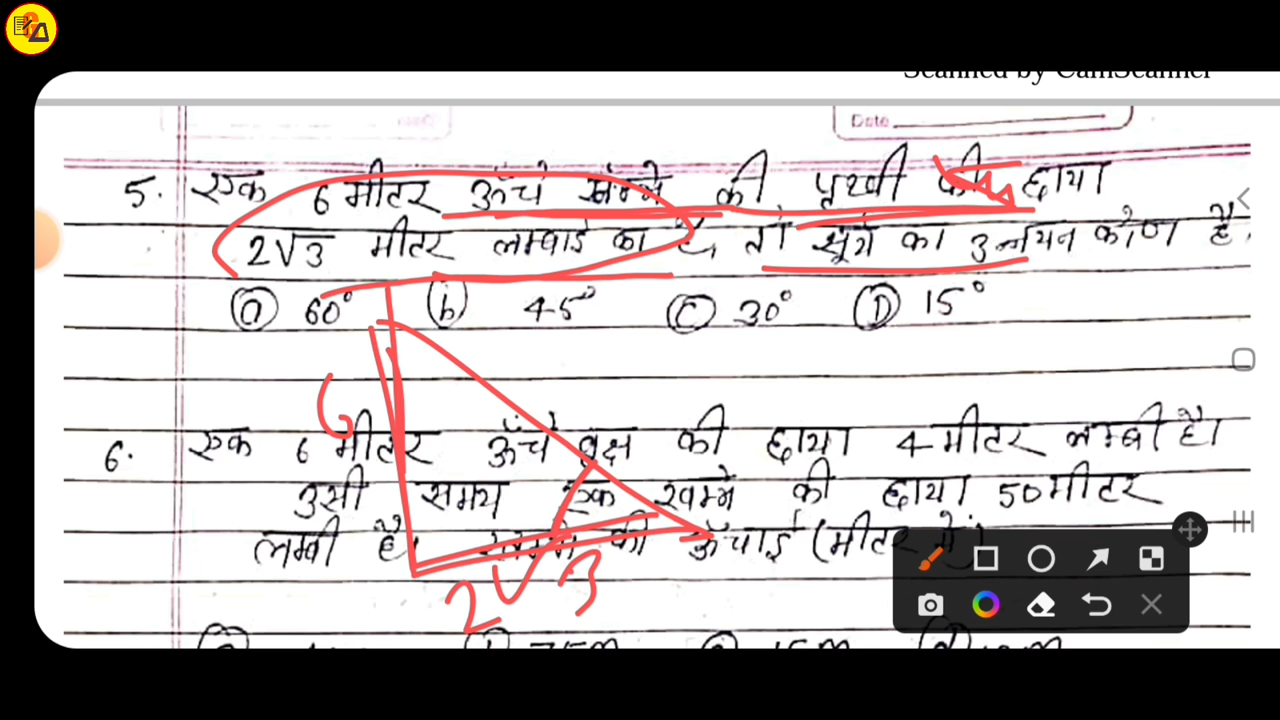 Scanned by CamScanner
Date
5. एक 6 मीटर ऊँचे खम्भे की पृथ्वी की छाया
2√3 मीटर लम्बाई का है, तो सूर्य का उन्नयन कोण है,
(a) 60° (b) 45° (c) 30° (D) 15°
6
6. एक 6 मीटर ऊँचे वृक्ष की छाया 4 मीटर लम्बी है।
उसी समय एक खम्भे की छाया 50 मीटर
लम्बी है। खम्भे की ऊँचाई (मीटर में)
2√3